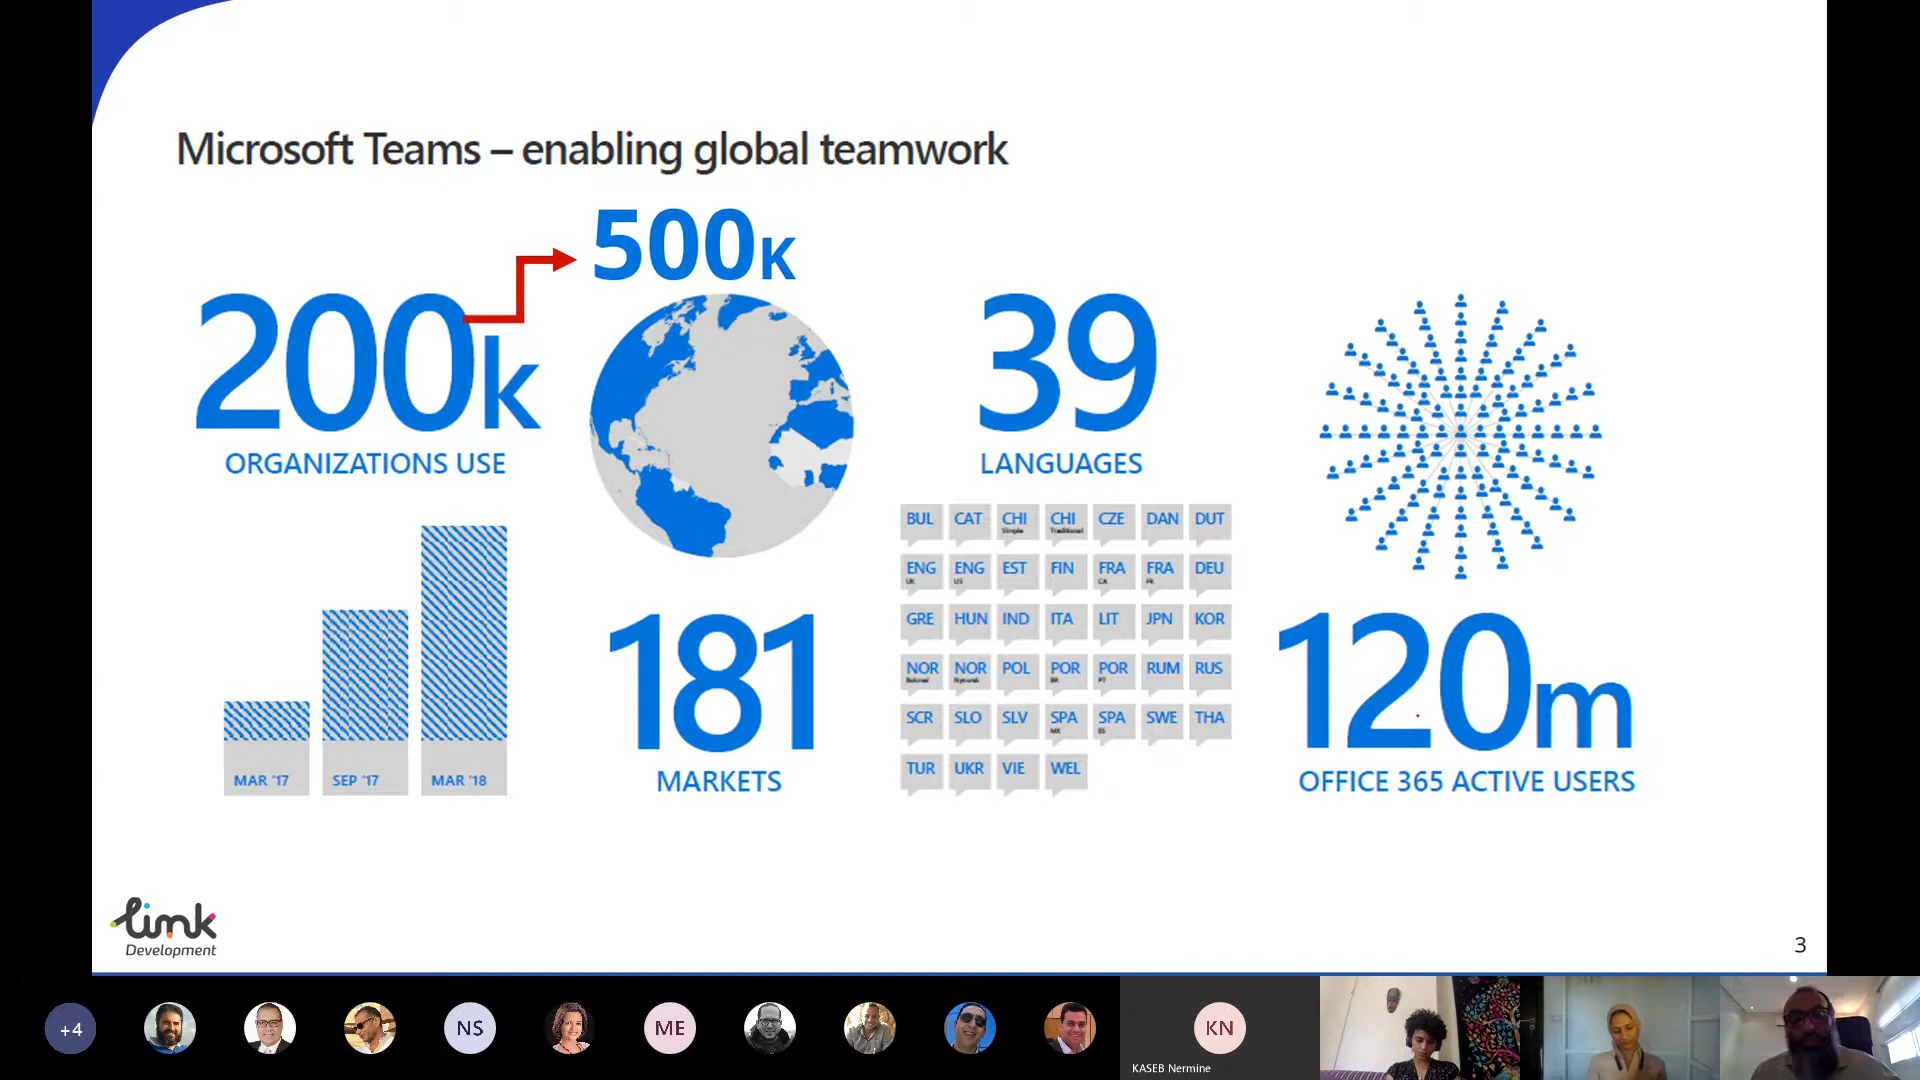 Microsoft Teams – enabling global teamwork
500K
200k
ORGANIZATIONS USE
MAR '17
SEP '17
MAR '18
181
MARKETS
39
LANGUAGES
BUL CAT CHI Simple CHI Traditional CZE DAN DUT
ENG UK ENG US EST FIN FRA CA FRA FR DEU
GRE HUN IND ITA LIT JPN KOR
NOR Bokmal NOR Nynorsk POL POR BR POR PT RUM RUS
SCR SLO SLV SPA MX SPA ES SWE THA
TUR UKR VIE WEL
120m
OFFICE 365 ACTIVE USERS
link
Development
3
+4
NS
ME
KN
KASEB Nermine